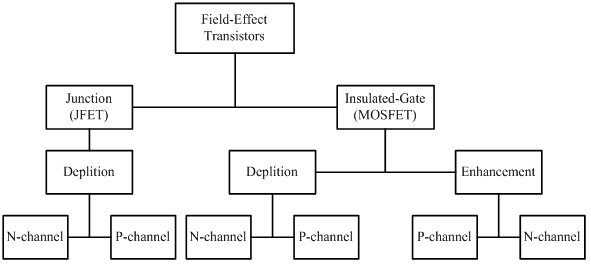 Field-Effect
Transistors
Junction
(JFET)
Insulated-Gate
(MOSFET)
Deplition
Deplition
Enhancement
N-channel
P-channel
N-channel
P-channel
P-channel
N-channel